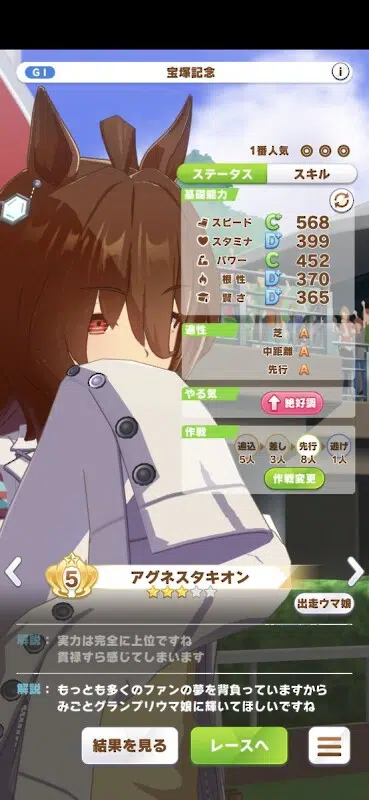 G I
宝塚記念
i
1番人気 ◎ ◎ ◎
ステータス スキル
基礎能力
スピード C+ 568
スタミナ D+ 399
パワー C 452
根性 D+ 370
賢さ D+ 365
適性
芝 A
中距離 A
先行 A
やる気
絶好調
作戦
追込 差し 先行 逃げ
5人 3人 8人 1人
作戦変更
5 アグネスタキオン
出走ウマ娘
解説： 実力は完全に上位ですね
貫禄すら感じてしまいます
解説： もっとも多くのファンの夢を背負っていますから
みごとグランプリウマ娘に輝いてほしいですね
結果を見る レースへ